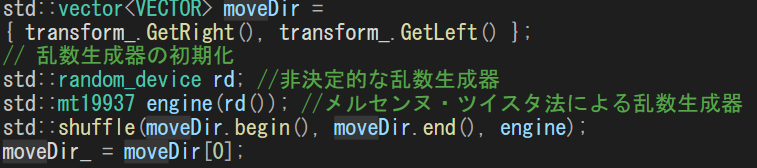 std::vector<VECTOR> moveDir =
{ transform_.GetRight(), transform_.GetLeft() };
// 乱数生成器の初期化
std::random_device rd; //非決定的な乱数生成器
std::mt19937 engine(rd()); //メルセンヌ・ツイスタ法による乱数生成器
std::shuffle(moveDir.begin(), moveDir.end(), engine);
moveDir_ = moveDir[0];